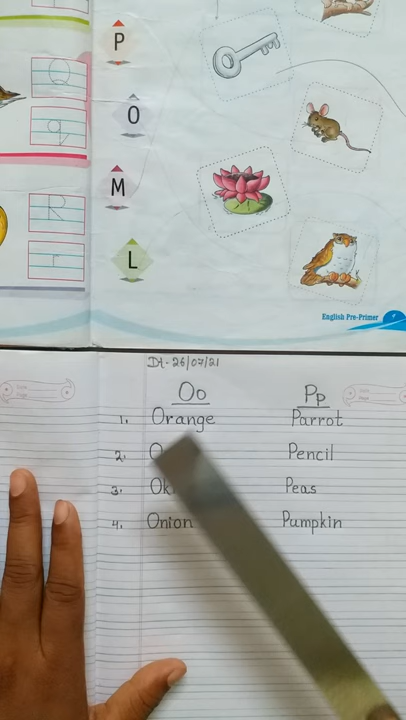 P
O
M
L
English Pre-Primer
Dt. 26/07/21
Oo Pp
1. Orange Parrot
2. Pencil
3. Peas
4. Onion Pumpkin